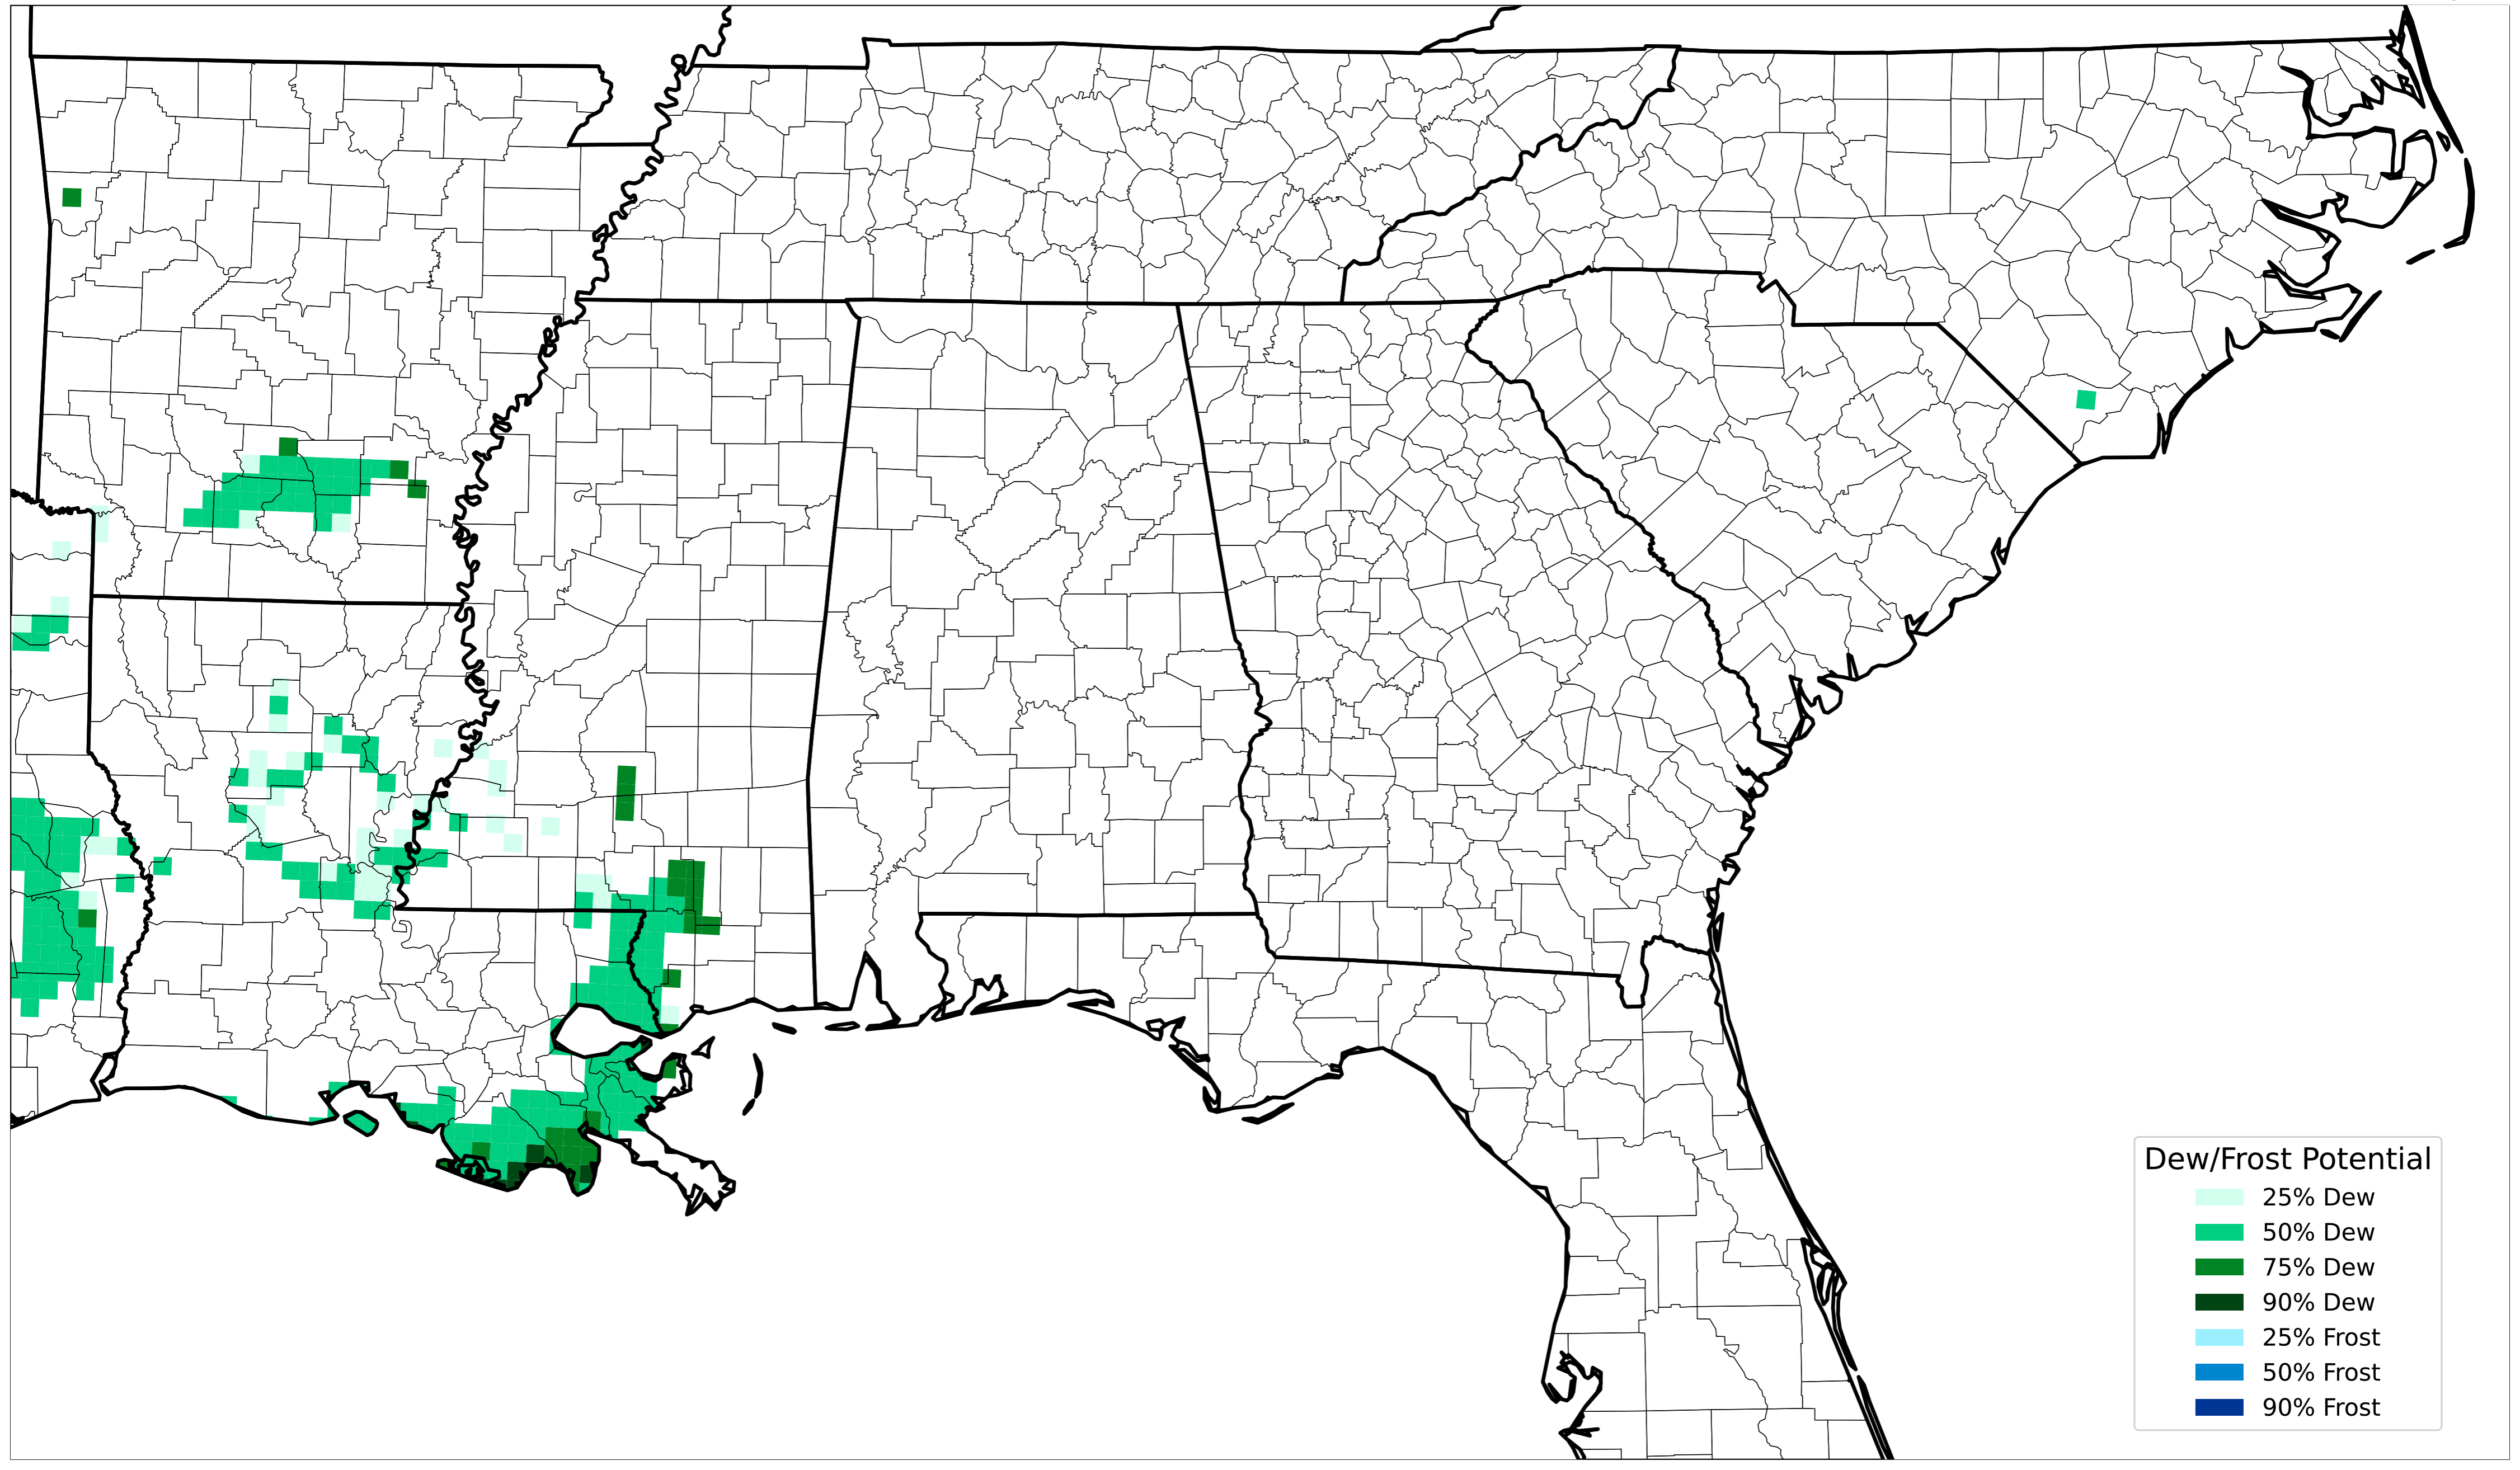 Dew/Frost Potential
25% Dew
50% Dew
75% Dew
90% Dew
25% Frost
50% Frost
90% Frost